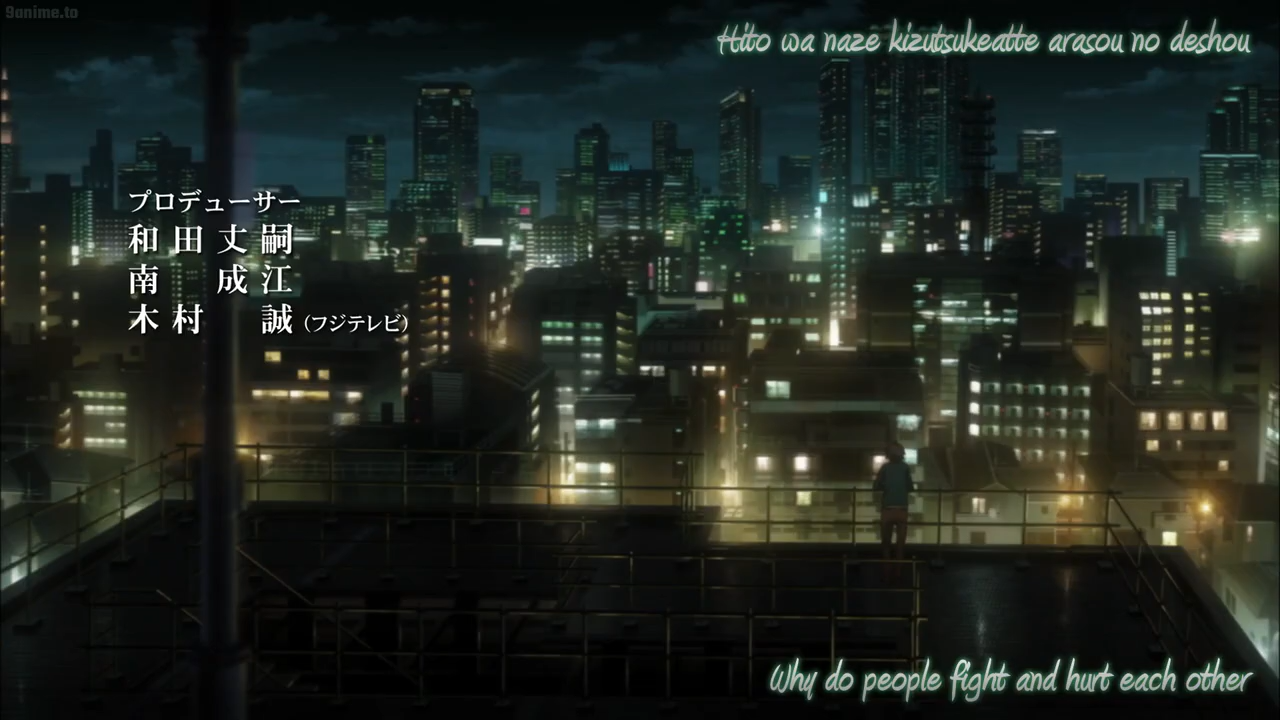 9anime.to
Hito wa naze kizutsukeatte arasou no deshou
プロデューサー
和田丈嗣
南 成江
木村 誠 (フジテレビ)
Why do people fight and hurt each other